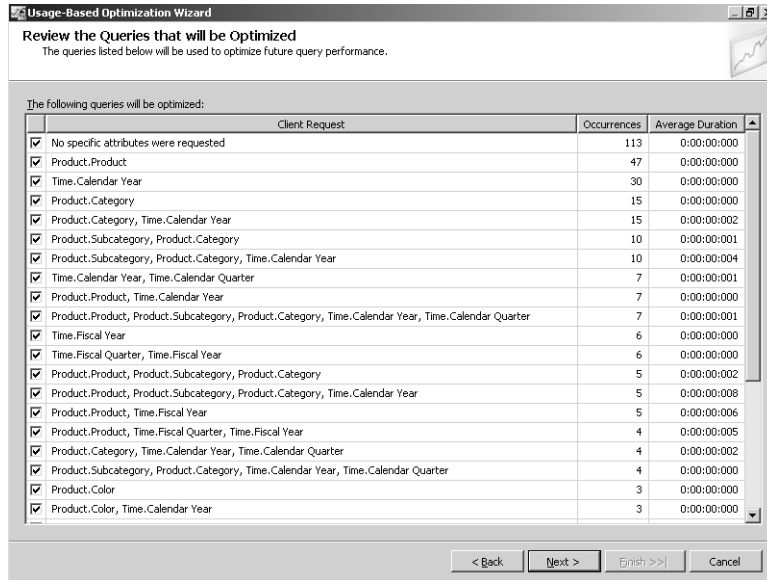 Usage-Based Optimization Wizard
Review the Queries that will be Optimized
The queries listed below will be used to optimize future query performance.
The following queries will be optimized:
Client Request Occurrences Average Duration
No specific attributes were requested 113 0:00:00:000
Product.Product 47 0:00:00:000
Time.Calendar Year 30 0:00:00:000
Product.Category 15 0:00:00:000
Product.Category, Time.Calendar Year 15 0:00:00:002
Product.Subcategory, Product.Category 10 0:00:00:001
Product.Subcategory, Product.Category, Time.Calendar Year 10 0:00:00:004
Time.Calendar Year, Time.Calendar Quarter 7 0:00:00:001
Product.Product, Time.Calendar Year 7 0:00:00:000
Product.Product, Product.Subcategory, Product.Category, Time.Calendar Year, Time.Calendar Quarter 7 0:00:00:001
Time.Fiscal Year 6 0:00:00:000
Time.Fiscal Quarter, Time.Fiscal Year 6 0:00:00:000
Product.Product, Product.Subcategory, Product.Category 5 0:00:00:002
Product.Product, Product.Subcategory, Product.Category, Time.Calendar Year 5 0:00:00:008
Product.Product, Time.Fiscal Year 5 0:00:00:006
Product.Product, Time.Fiscal Quarter, Time.Fiscal Year 4 0:00:00:005
Product.Category, Time.Calendar Year, Time.Calendar Quarter 4 0:00:00:002
Product.Subcategory, Product.Category, Time.Calendar Year, Time.Calendar Quarter 4 0:00:00:000
Product.Color 3 0:00:00:000
Product.Color, Time.Calendar Year 3 0:00:00:000
< Back Next > Finish >>| Cancel